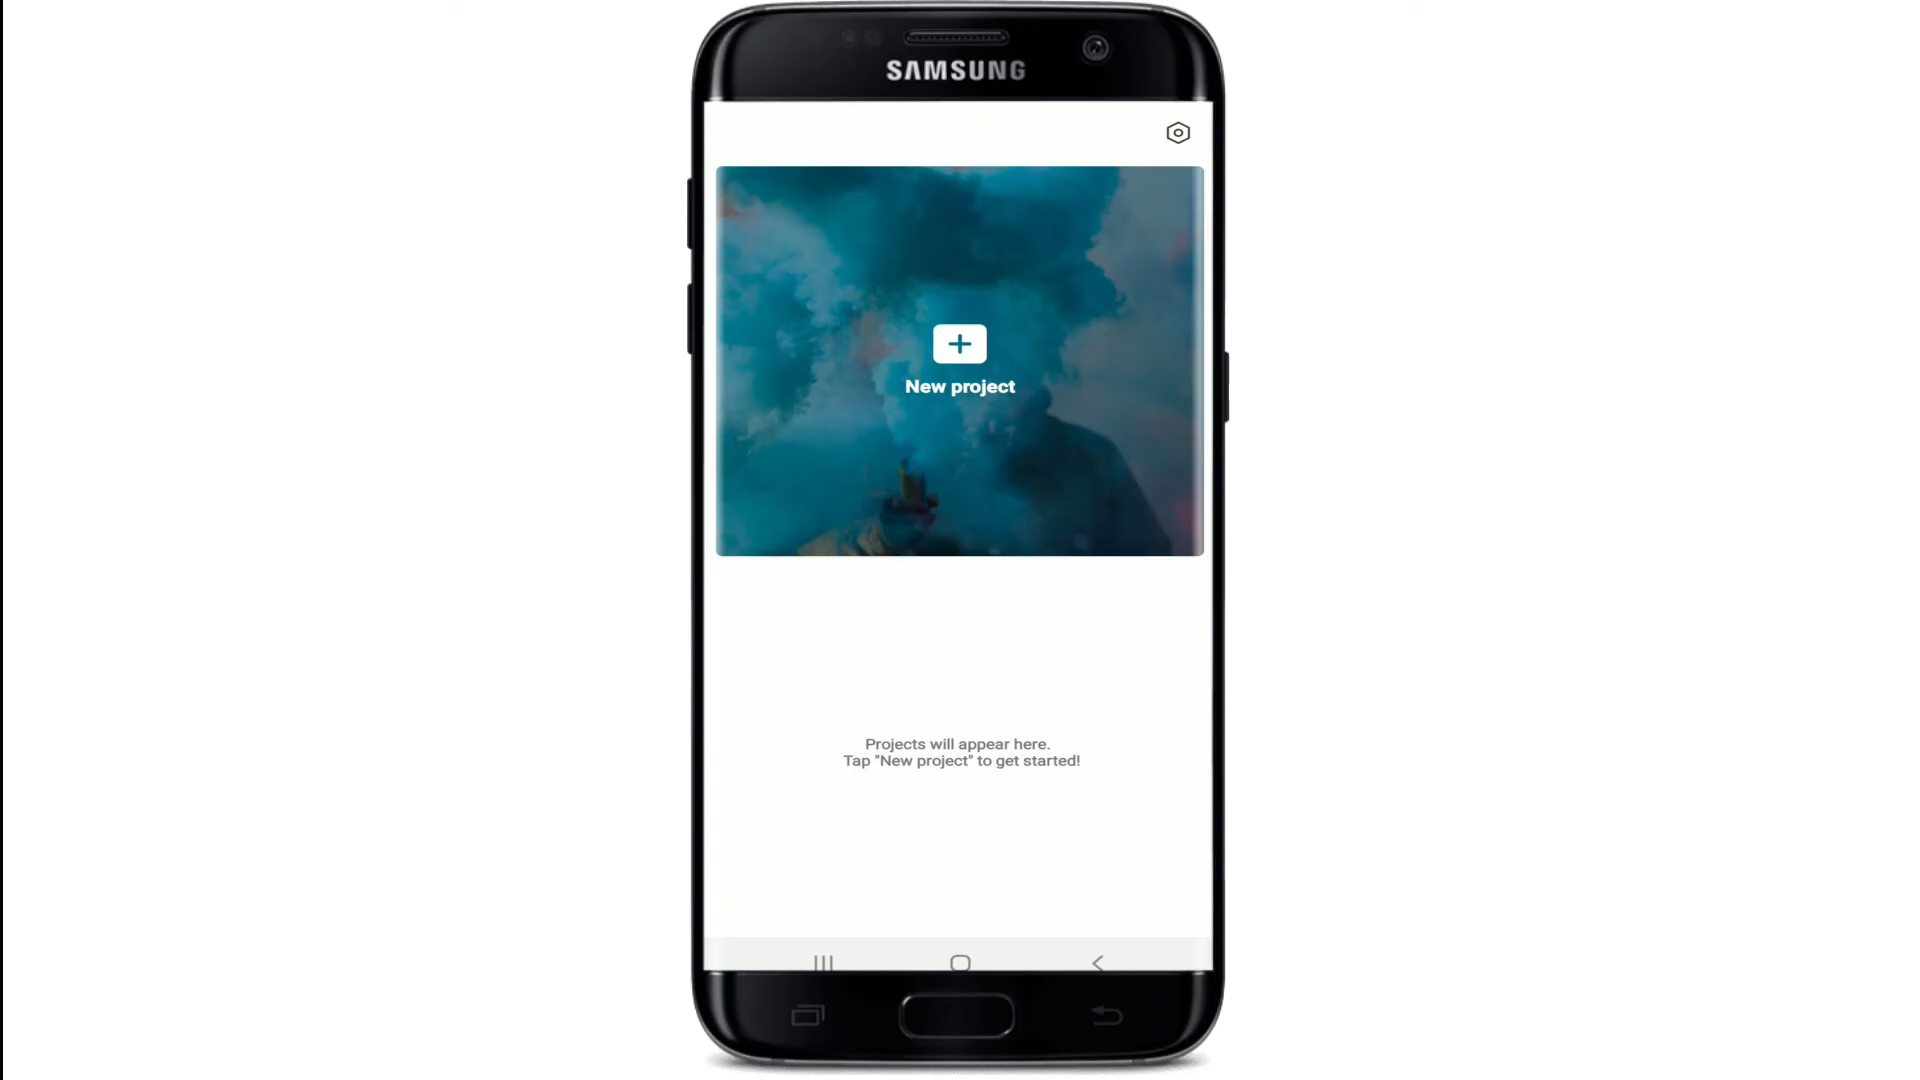 SAMSUNG
New project
Projects will appear here.
Tap "New project" to get started!